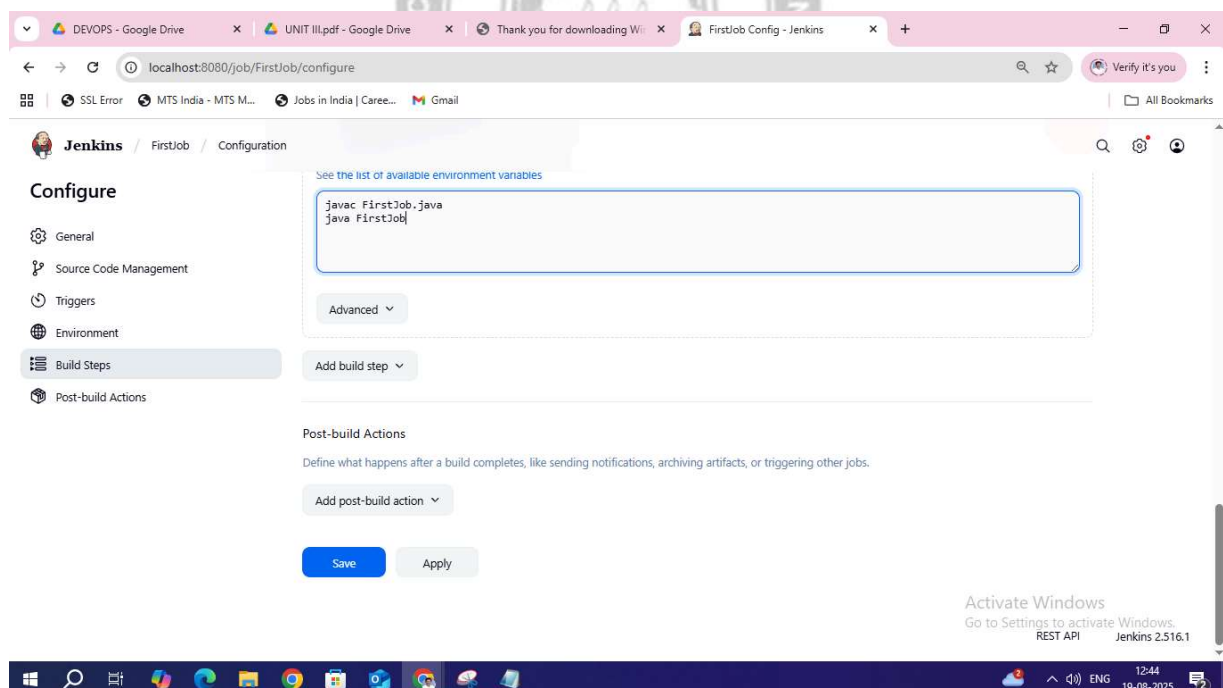 DEVOPS - Google Drive
UNIT III.pdf - Google Drive
Thank you for downloading Wi
FirstJob Config - Jenkins
localhost:8080/job/FirstJob/configure
Verify it's you
SSL Error
MTS India - MTS M...
Jobs in India | Caree...
Gmail
All Bookmarks
Jenkins / FirstJob / Configuration
Configure
General
Source Code Management
Triggers
Environment
Build Steps
Post-build Actions
See the list of available environment variables
javac FirstJob.java
java FirstJob
Advanced
Add build step
Post-build Actions
Define what happens after a build completes, like sending notifications, archiving artifacts, or triggering other jobs.
Add post-build action
Save
Apply
Activate Windows
Go to Settings to activate Windows.
REST API
Jenkins 2.516.1
2
ENG
12:44
19-08-2025
2